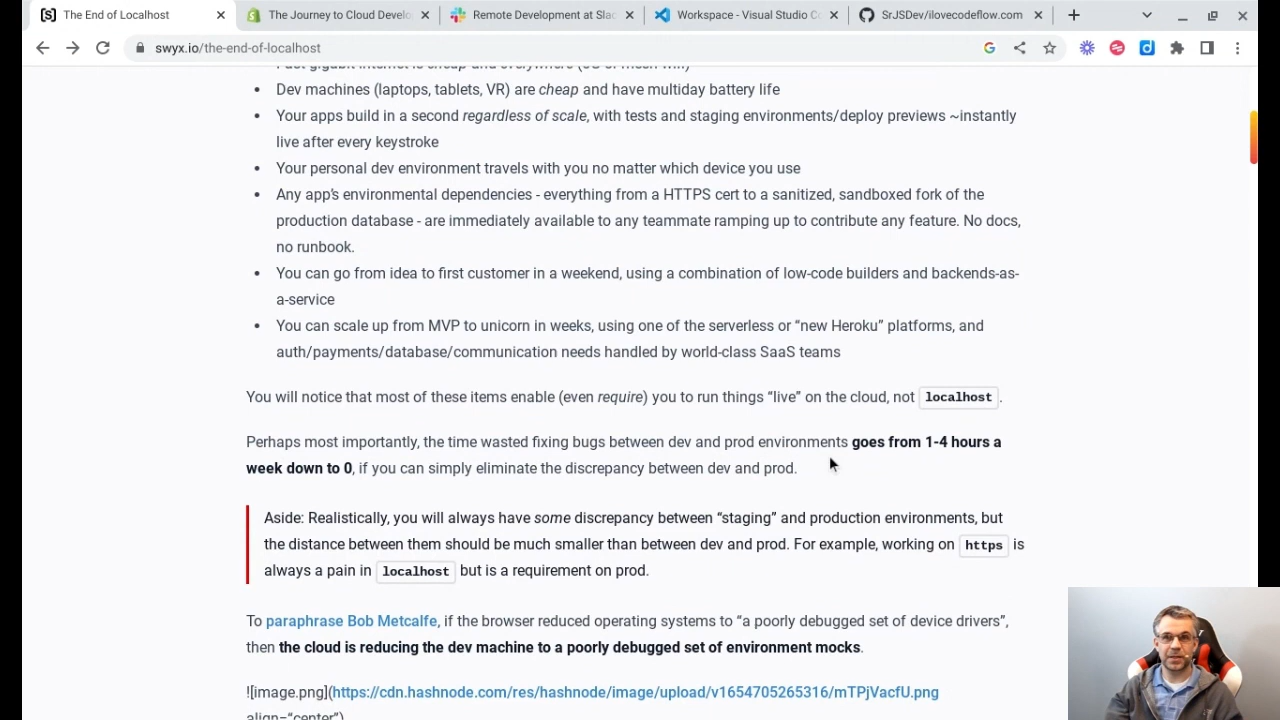 The End of Localhost
The Journey to Cloud Develo
Remote Development at Slac
Workspace - Visual Studio C
SrJSDev/ilovecodeflow.com
swyx.io/the-end-of-localhost
Fast gigabit internet is cheap and everywhere
Dev machines (laptops, tablets, VR) are cheap and have multiday battery life
Your apps build in a second regardless of scale, with tests and staging environments/deploy previews ~instantly
live after every keystroke
Your personal dev environment travels with you no matter which device you use
Any app's environmental dependencies - everything from a HTTPS cert to a sanitized, sandboxed fork of the
production database - are immediately available to any teammate ramping up to contribute any feature. No docs,
no runbook.
You can go from idea to first customer in a weekend, using a combination of low-code builders and backends-as-
a-service
You can scale up from MVP to unicorn in weeks, using one of the serverless or “new Heroku” platforms, and
auth/payments/database/communication needs handled by world-class SaaS teams
You will notice that most of these items enable (even require) you to run things “live” on the cloud, not localhost.
Perhaps most importantly, the time wasted fixing bugs between dev and prod environments goes from 1-4 hours a
week down to 0, if you can simply eliminate the discrepancy between dev and prod.
Aside: Realistically, you will always have some discrepancy between “staging” and production environments, but
the distance between them should be much smaller than between dev and prod. For example, working on https is
always a pain in localhost but is a requirement on prod.
To paraphrase Bob Metcalfe, if the browser reduced operating systems to “a poorly debugged set of device drivers”,
then the cloud is reducing the dev machine to a poorly debugged set of environment mocks.
![image.png](https://cdn.hashnode.com/res/hashnode/image/upload/v1654705265316/mTPjVacfU.png
align=“center”)